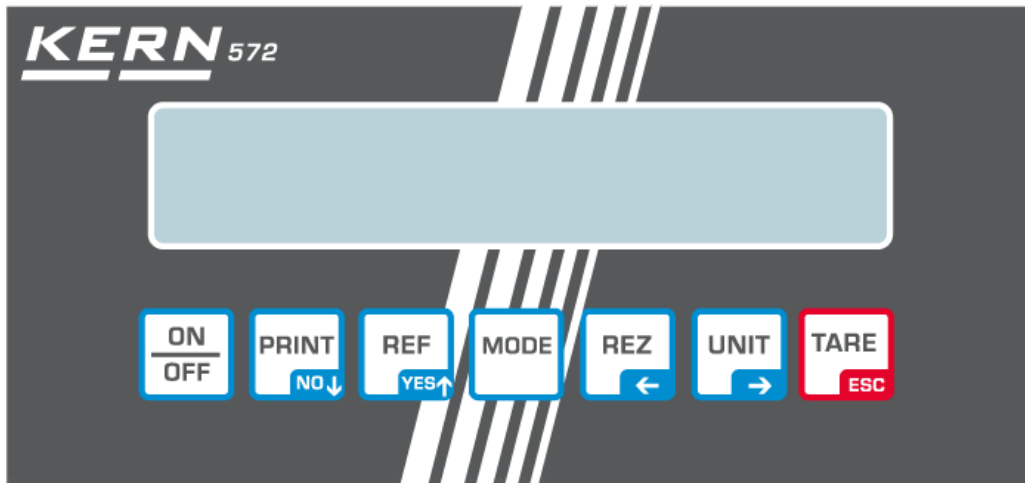 KERN 572
ON
OFF
PRINT
NO↓
REF
YES↑
MODE
REZ
←
UNIT
→
TARE
ESC